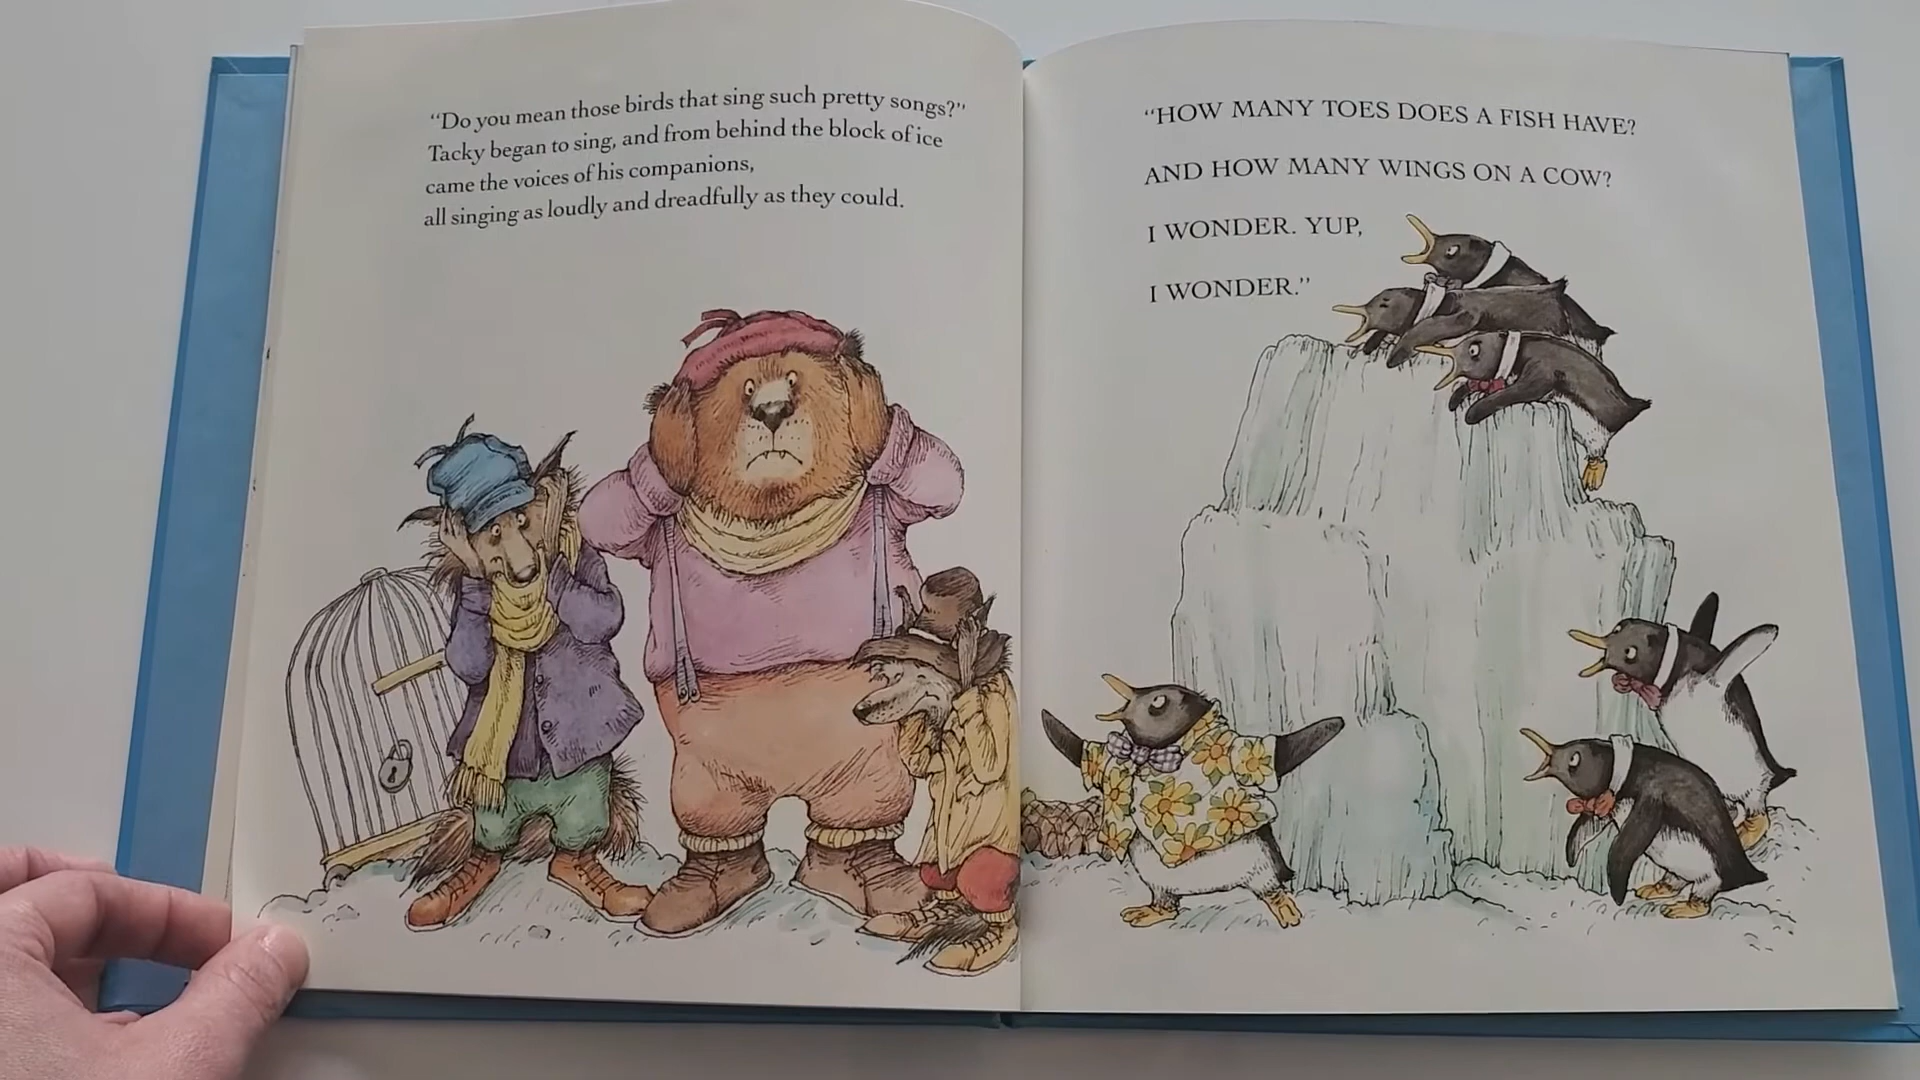 “Do you mean those birds that sing such pretty songs?”
Tacky began to sing, and from behind the block of ice
came the voices of his companions,
all singing as loudly and dreadfully as they could.
“HOW MANY TOES DOES A FISH HAVE?
AND HOW MANY WINGS ON A COW?
I WONDER. YUP,
I WONDER.”